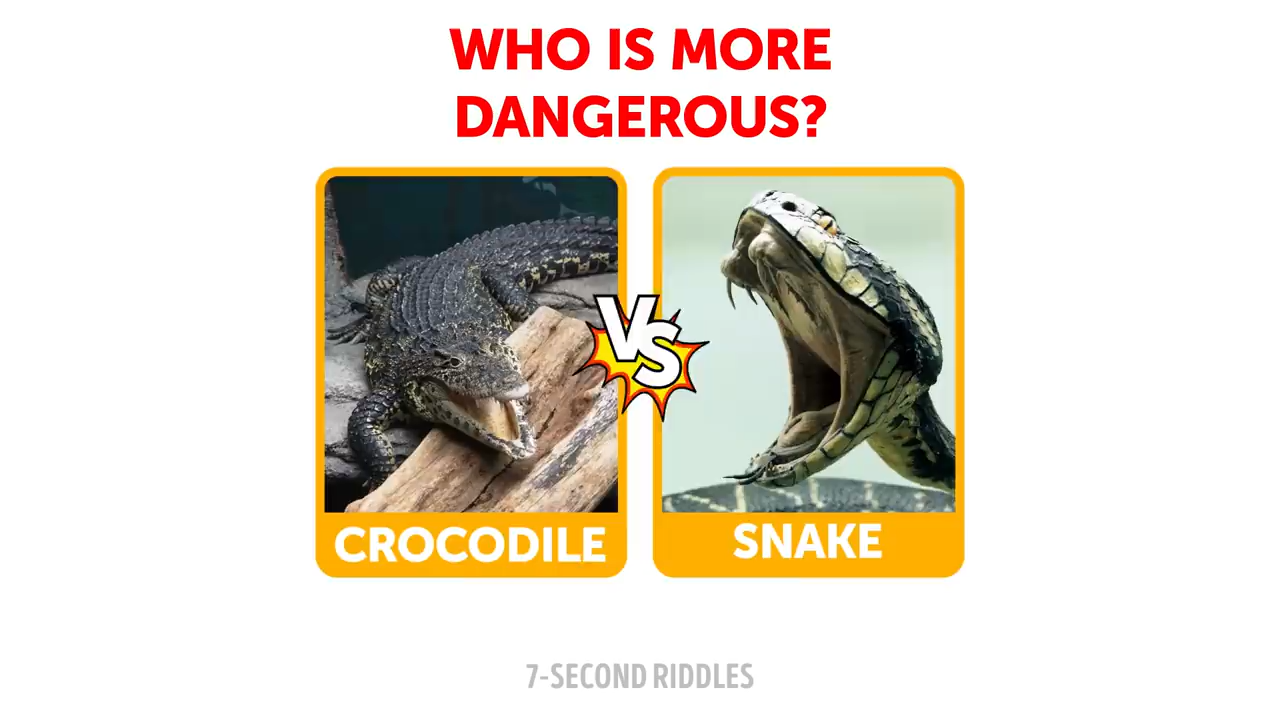 WHO IS MORE
DANGEROUS?
VS
CROCODILE
SNAKE
7-SECOND RIDDLES